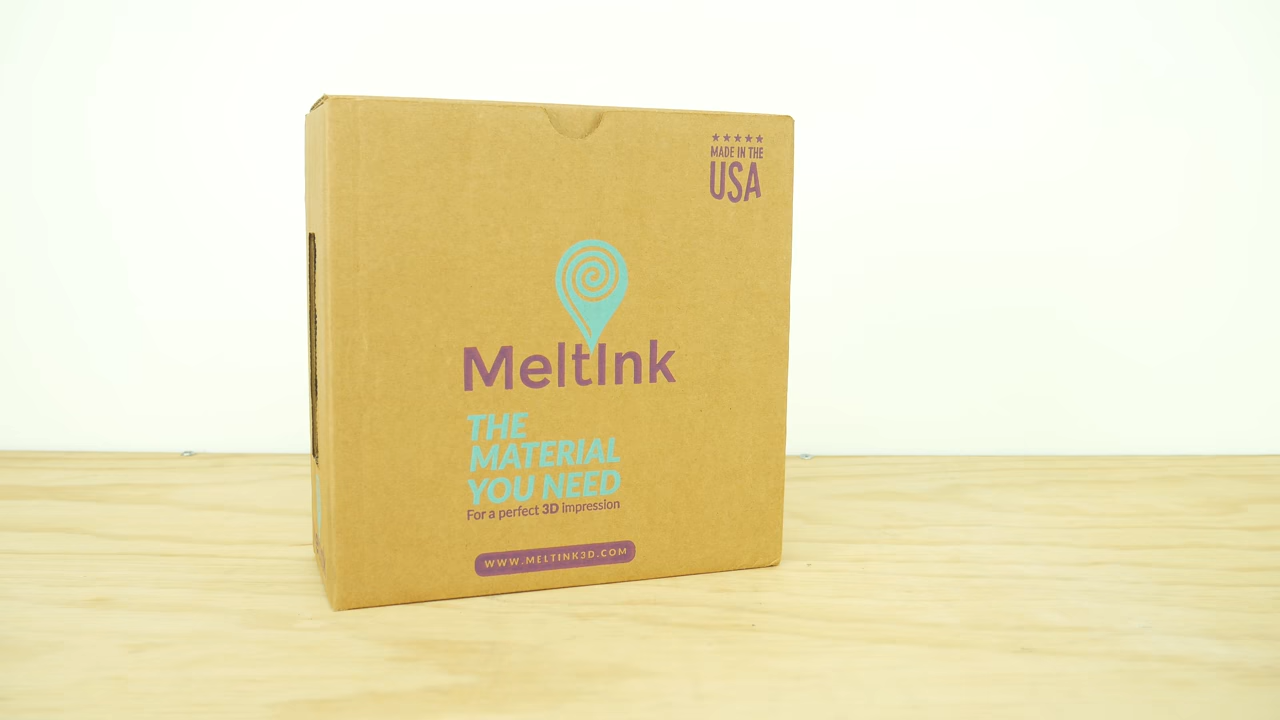 MADE IN THE
USA
MeltInk
THE
MATERIAL
YOU NEED
For a perfect 3D impression
WWW.MELTINK3D.COM